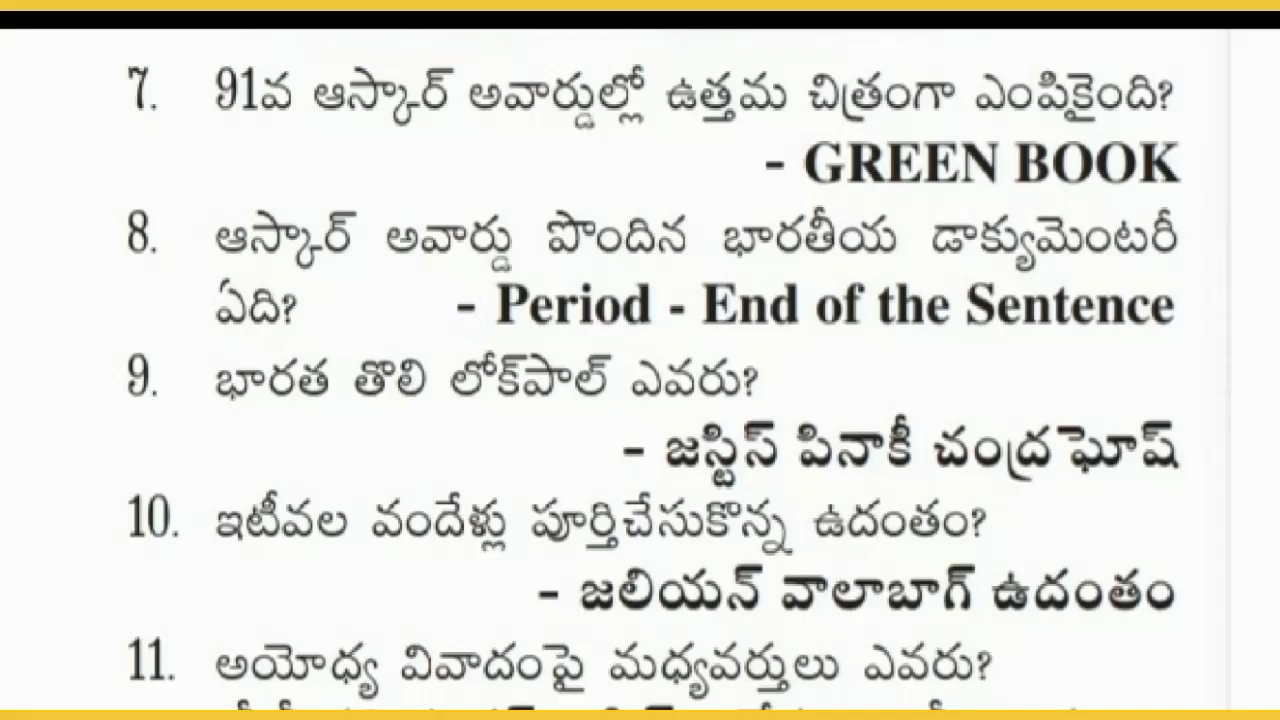 7. 91వ ఆస్కార్ అవార్డుల్లో ఉత్తమ చిత్రంగా ఎంపికైంది?
- GREEN BOOK
8. ఆస్కార్ అవార్డు పొందిన భారతీయ డాక్యుమెంటరీ
ఏది? - Period - End of the Sentence
9. భారత తొలి లోక్‌పాల్ ఎవరు?
- జస్టిస్ పినాకీ చంద్రఘోష్
10. ఇటీవల వందేళ్లు పూర్తిచేసుకొన్న ఉదంతం?
- జలియన్ వాలాబాగ్ ఉదంతం
11. అయోధ్య వివాదంపై మధ్యవర్తులు ఎవరు?